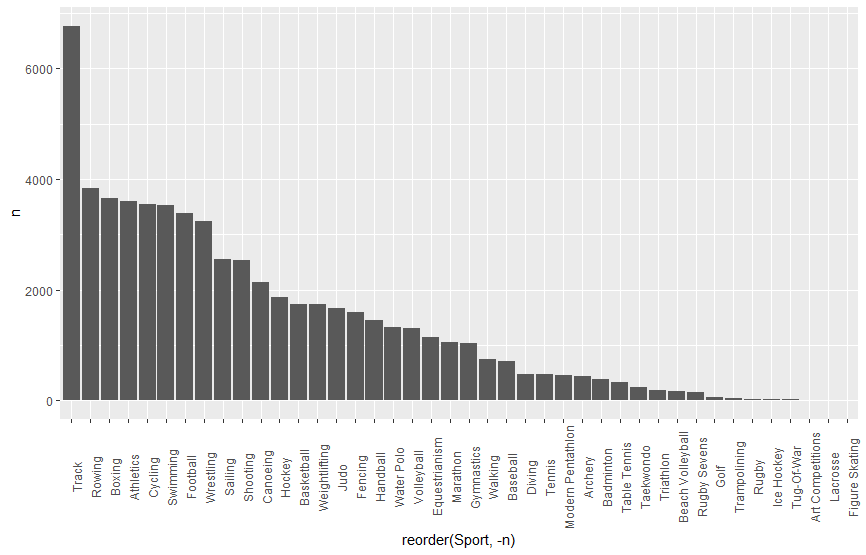 6000
4000
2000
0
n
Track
Rowing
Boxing
Athletics
Cycling
Swimming
Football
Wrestling
Sailing
Shooting
Canoeing
Hockey
Basketball
Weightlifting
Judo
Fencing
Handball
Water Polo
Volleyball
Equestrianism
Marathon
Gymnastics
Walking
Baseball
Diving
Tennis
Modern Pentathlon
Archery
Badminton
Table Tennis
Taekwondo
Triathlon
Beach Volleyball
Rugby Sevens
Golf
Trampolining
Rugby
Ice Hockey
Tug-Of-War
Art Competitions
Lacrosse
Figure Skating
reorder(Sport, -n)